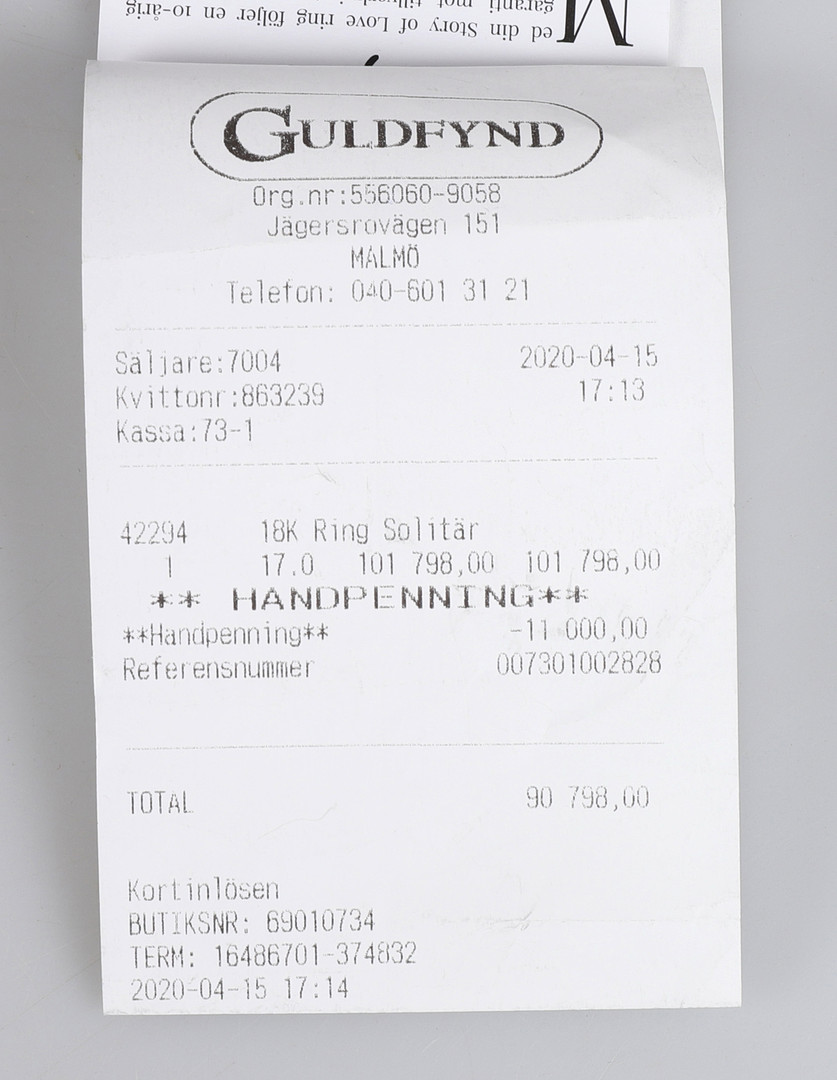 ed din Story of Love ring följer en 10-årig
GULDFYND
Org.nr:556060-9058
Jägersrovägen 151
MALMÖ
Telefon: 040-601 31 21
Säljare:7004 2020-04-15
Kvittonr:863239 17:13
Kassa:73-1
42294 18K Ring Solitär
1 17.0 101 798,00 101 798,00
** HANDPENNING**
**Handpenning** -11 000,00
Referensnummer 007301002828
TOTAL 90 798,00
Kortinlösen
BUTIKSNR: 69010734
TERM: 16486701-374832
2020-04-15 17:14